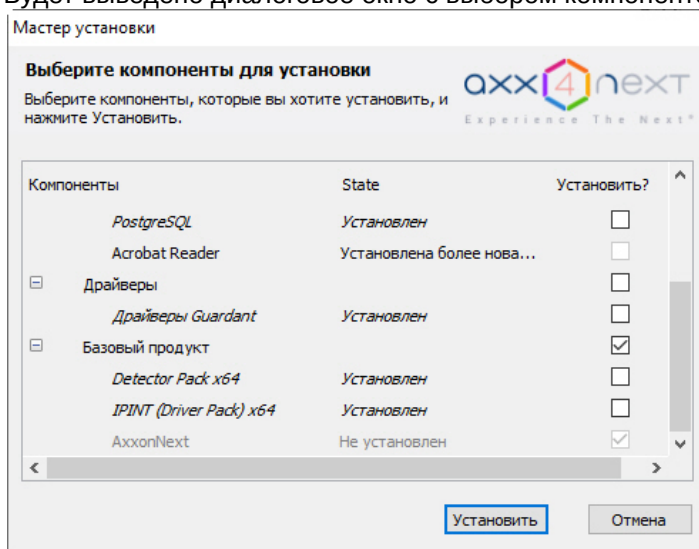 Мастер установки
Выберите компоненты для установки
Выберите компоненты, которые вы хотите установить, и
нажмите Установить.
axx4next
Experience The Next®
Компоненты State Установить?
PostgreSQL Установлен
Acrobat Reader Установлена более нова...
Драйверы
Драйверы Guardant Установлен
Базовый продукт
Detector Pack x64 Установлен
IPINT (Driver Pack) x64 Установлен
AxxonNext Не установлен
Установить Отмена